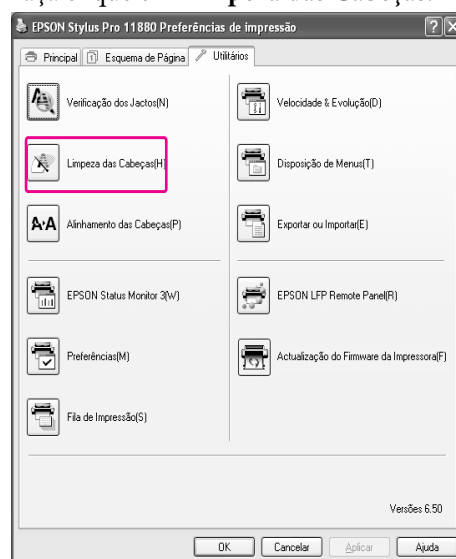 EPSON Stylus Pro 11880 Preferências de impressão
Principal Esquema de Página Utilitários
Verificação dos Jactos(N) Velocidade & Evolução(D)
Limpeza das Cabeças(H) Disposição de Menus(T)
Alinhamento das Cabeças(P) Exportar ou Importar(E)
EPSON Status Monitor 3(W) EPSON LFP Remote Panel(R)
Preferências(M) Actualização do Firmware da Impressora(F)
Fila de Impressão(S)
Versões 6.50
OK Cancelar Aplicar Ajuda